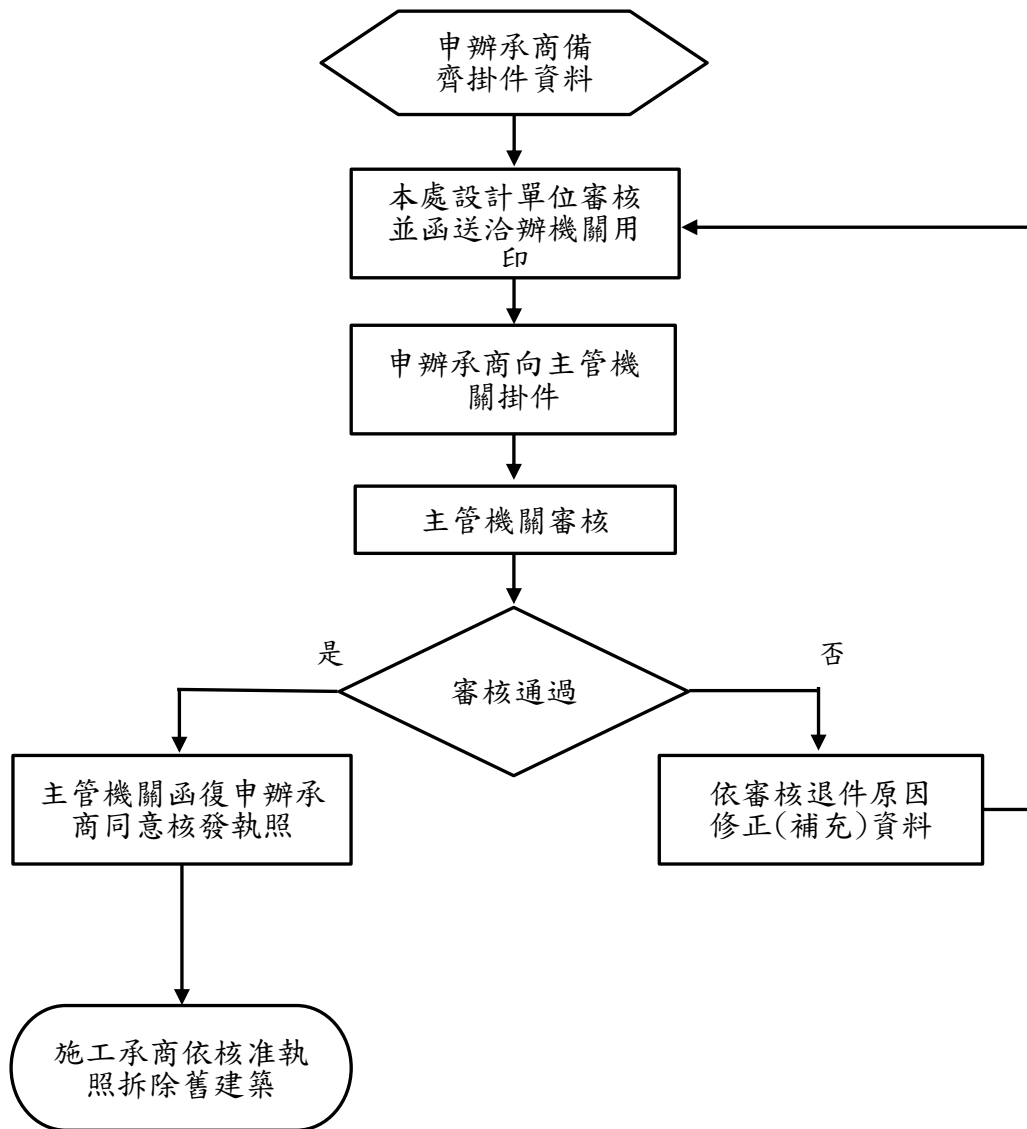 申辦承商備
齊掛件資料
本處設計單位審核
並函送洽辦機關用
印
申辦承商向主管機
關掛件
主管機關審核
是
否
審核通過
主管機關函復申辦承
商同意核發執照
依審核退件原因
修正(補充)資料
施工承商依核准執
照拆除舊建築